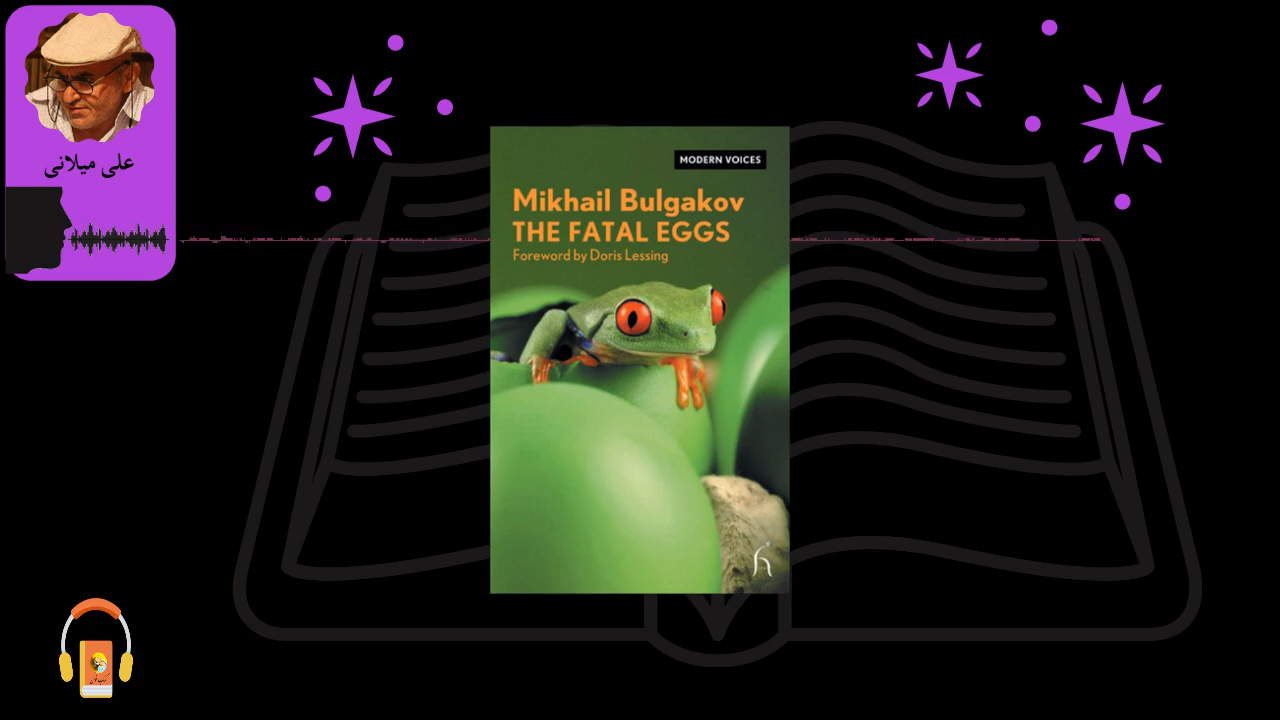 علی میلانی
MODERN VOICES
Mikhail Bulgakov
THE FATAL EGGS
Foreword by Doris Lessing